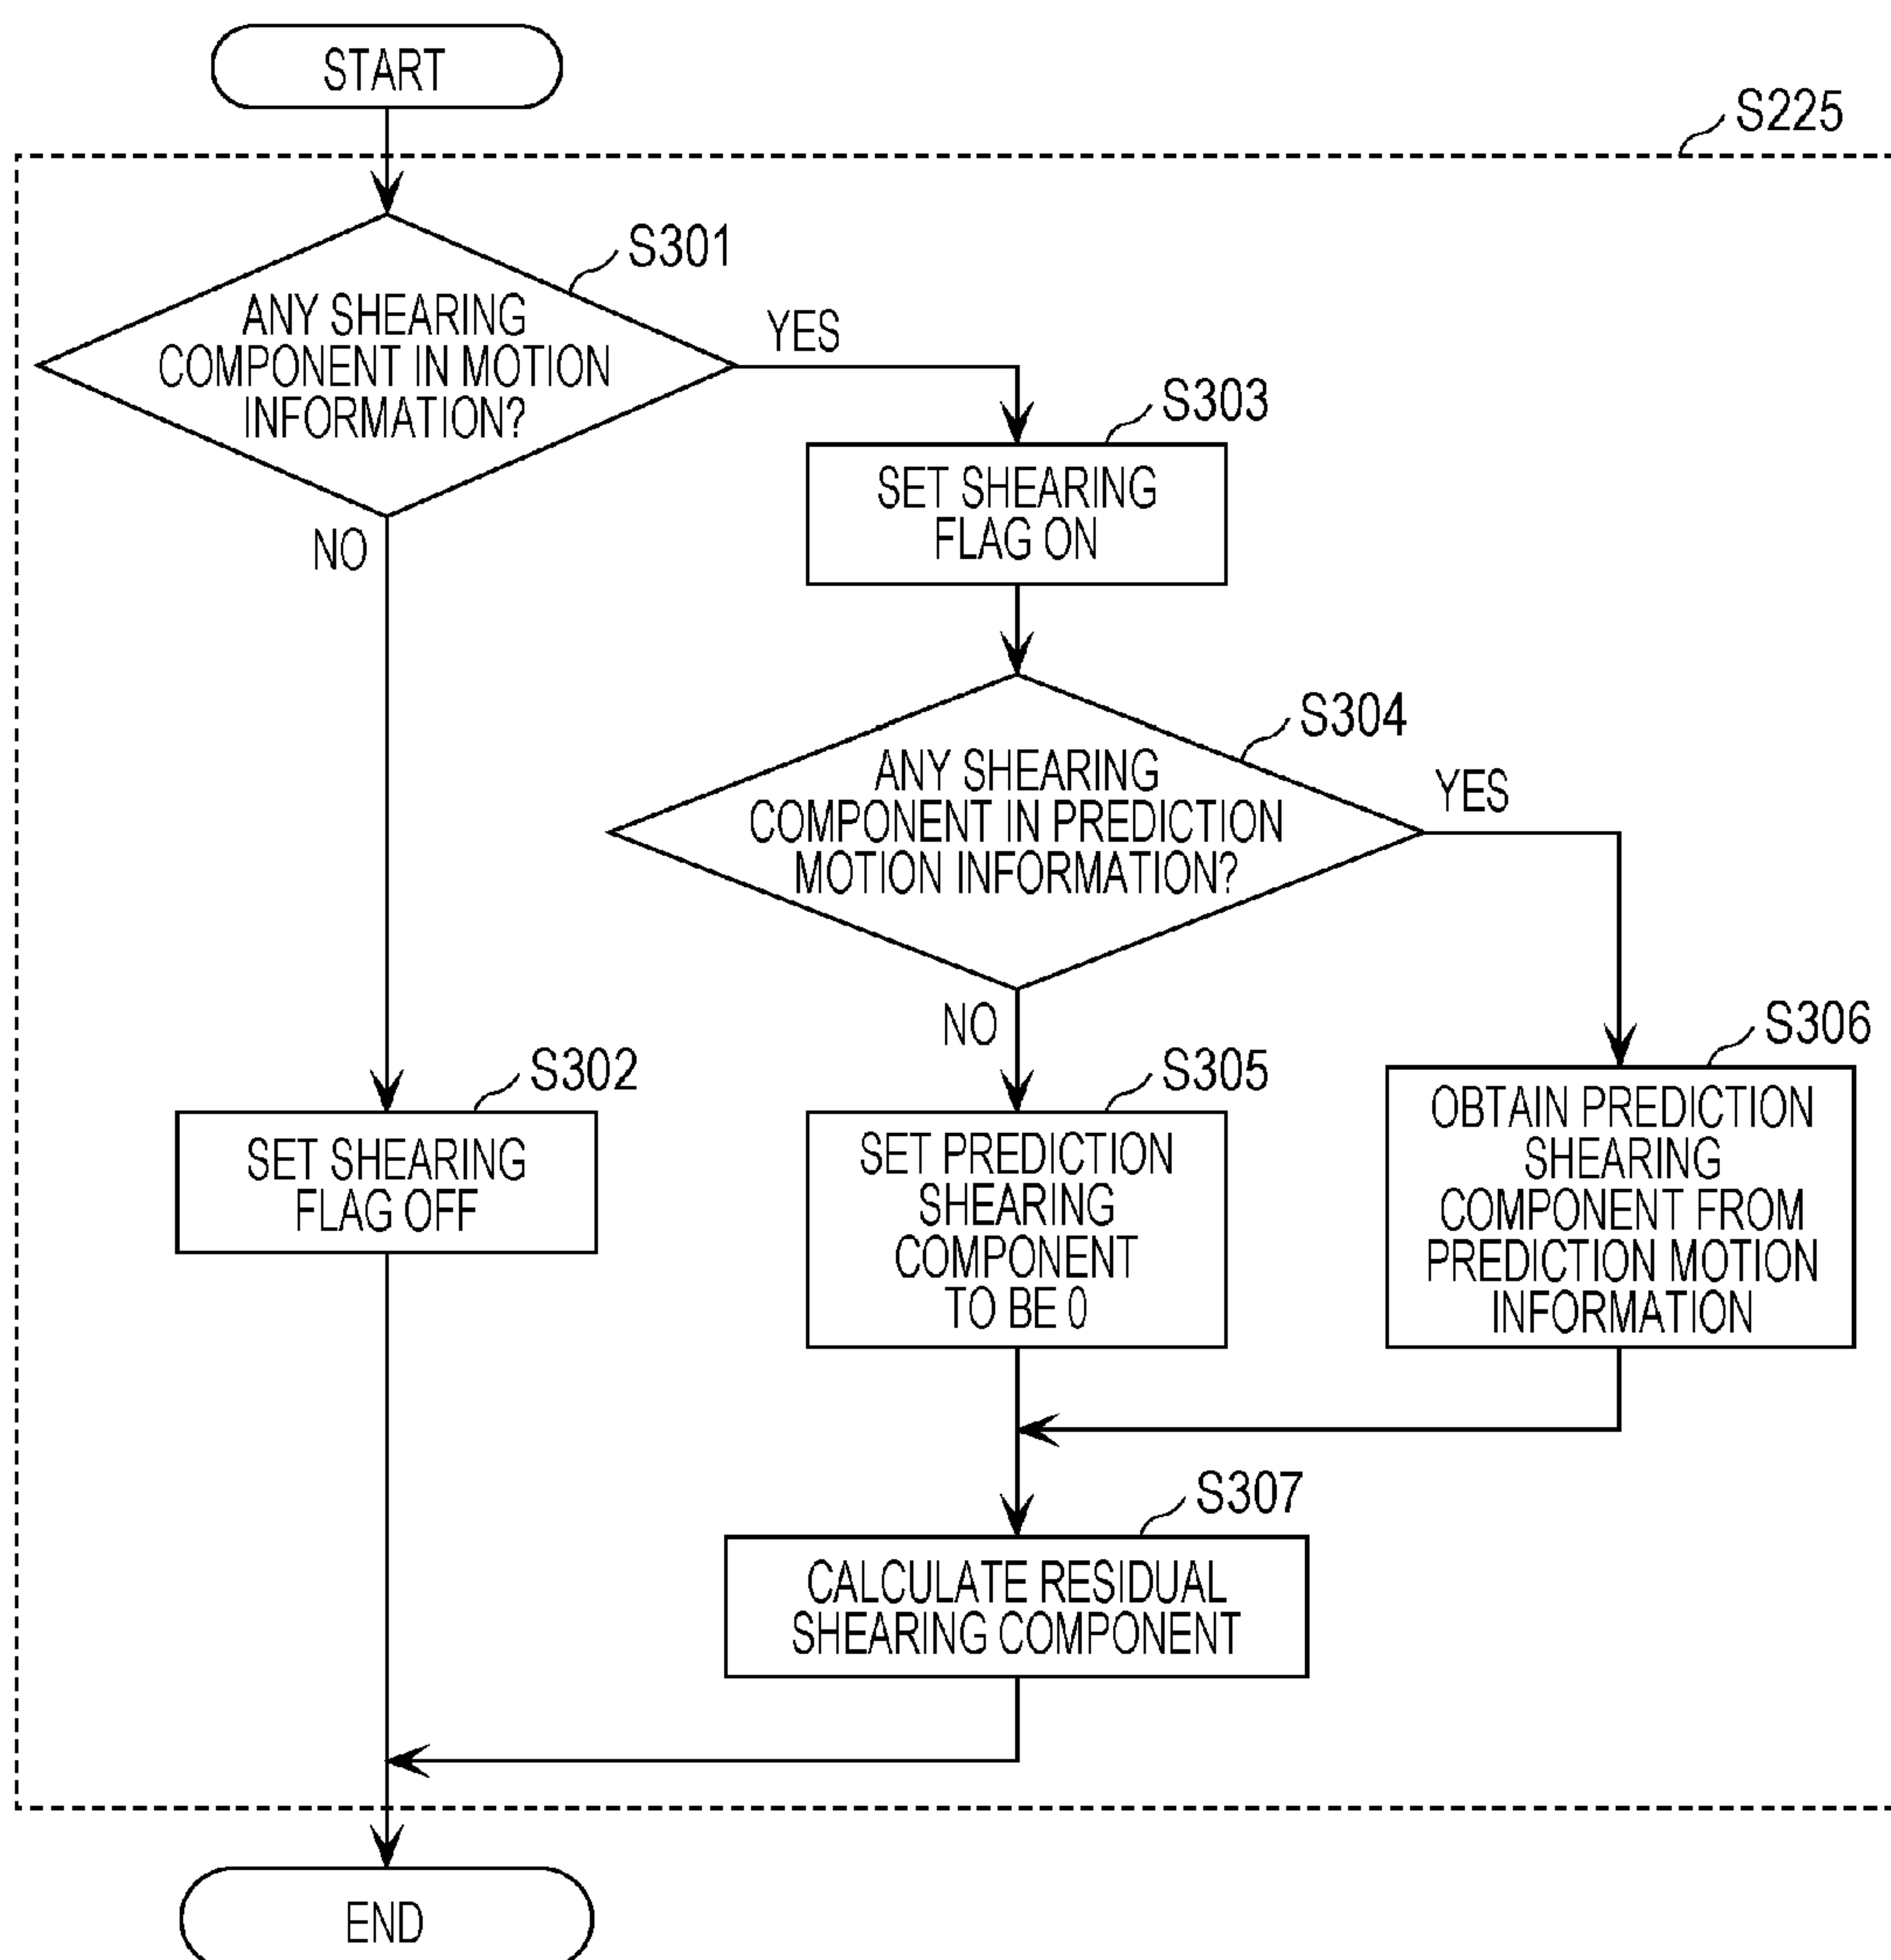 START
S225
S301
ANY SHEARING
COMPONENT IN MOTION
INFORMATION?
YES
NO
S303
SET SHEARING
FLAG ON
S304
ANY SHEARING
COMPONENT IN PREDICTION
MOTION INFORMATION?
YES
NO
S302
SET SHEARING
FLAG OFF
S305
SET PREDICTION
SHEARING
COMPONENT
TO BE 0
S306
OBTAIN PREDICTION
SHEARING
COMPONENT FROM
PREDICTION MOTION
INFORMATION
S307
CALCULATE RESIDUAL
SHEARING COMPONENT
END